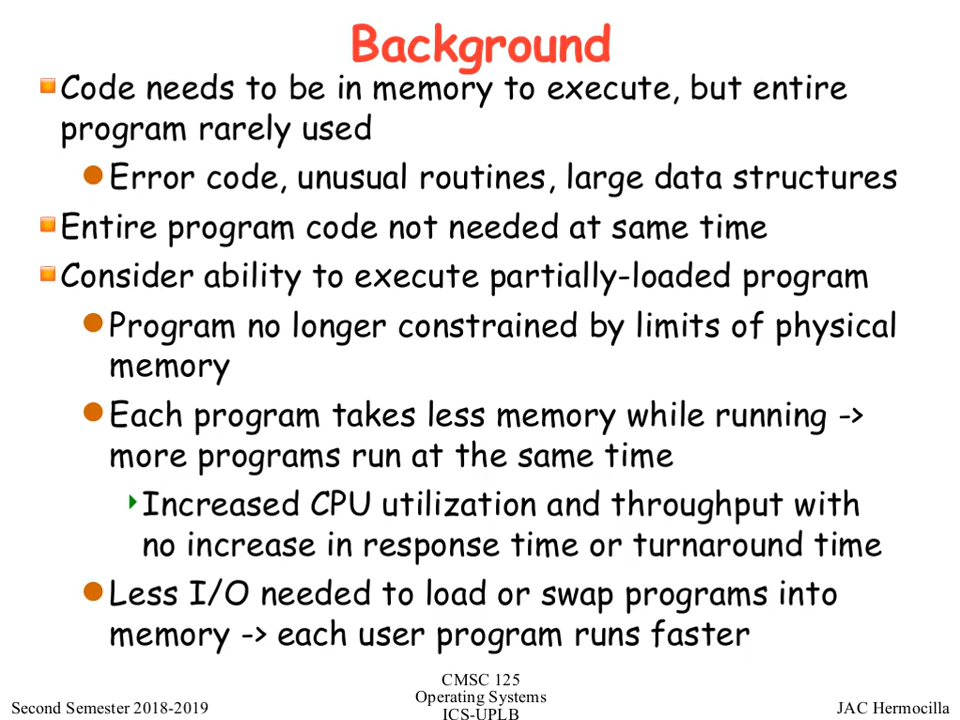 Background
Code needs to be in memory to execute, but entire
program rarely used
Error code, unusual routines, large data structures
Entire program code not needed at same time
Consider ability to execute partially-loaded program
Program no longer constrained by limits of physical
memory
Each program takes less memory while running ->
more programs run at the same time
Increased CPU utilization and throughput with
no increase in response time or turnaround time
Less I/O needed to load or swap programs into
memory -> each user program runs faster
Second Semester 2018-2019
CMSC 125
Operating Systems
ICS-UPLB
JAC Hermocilla